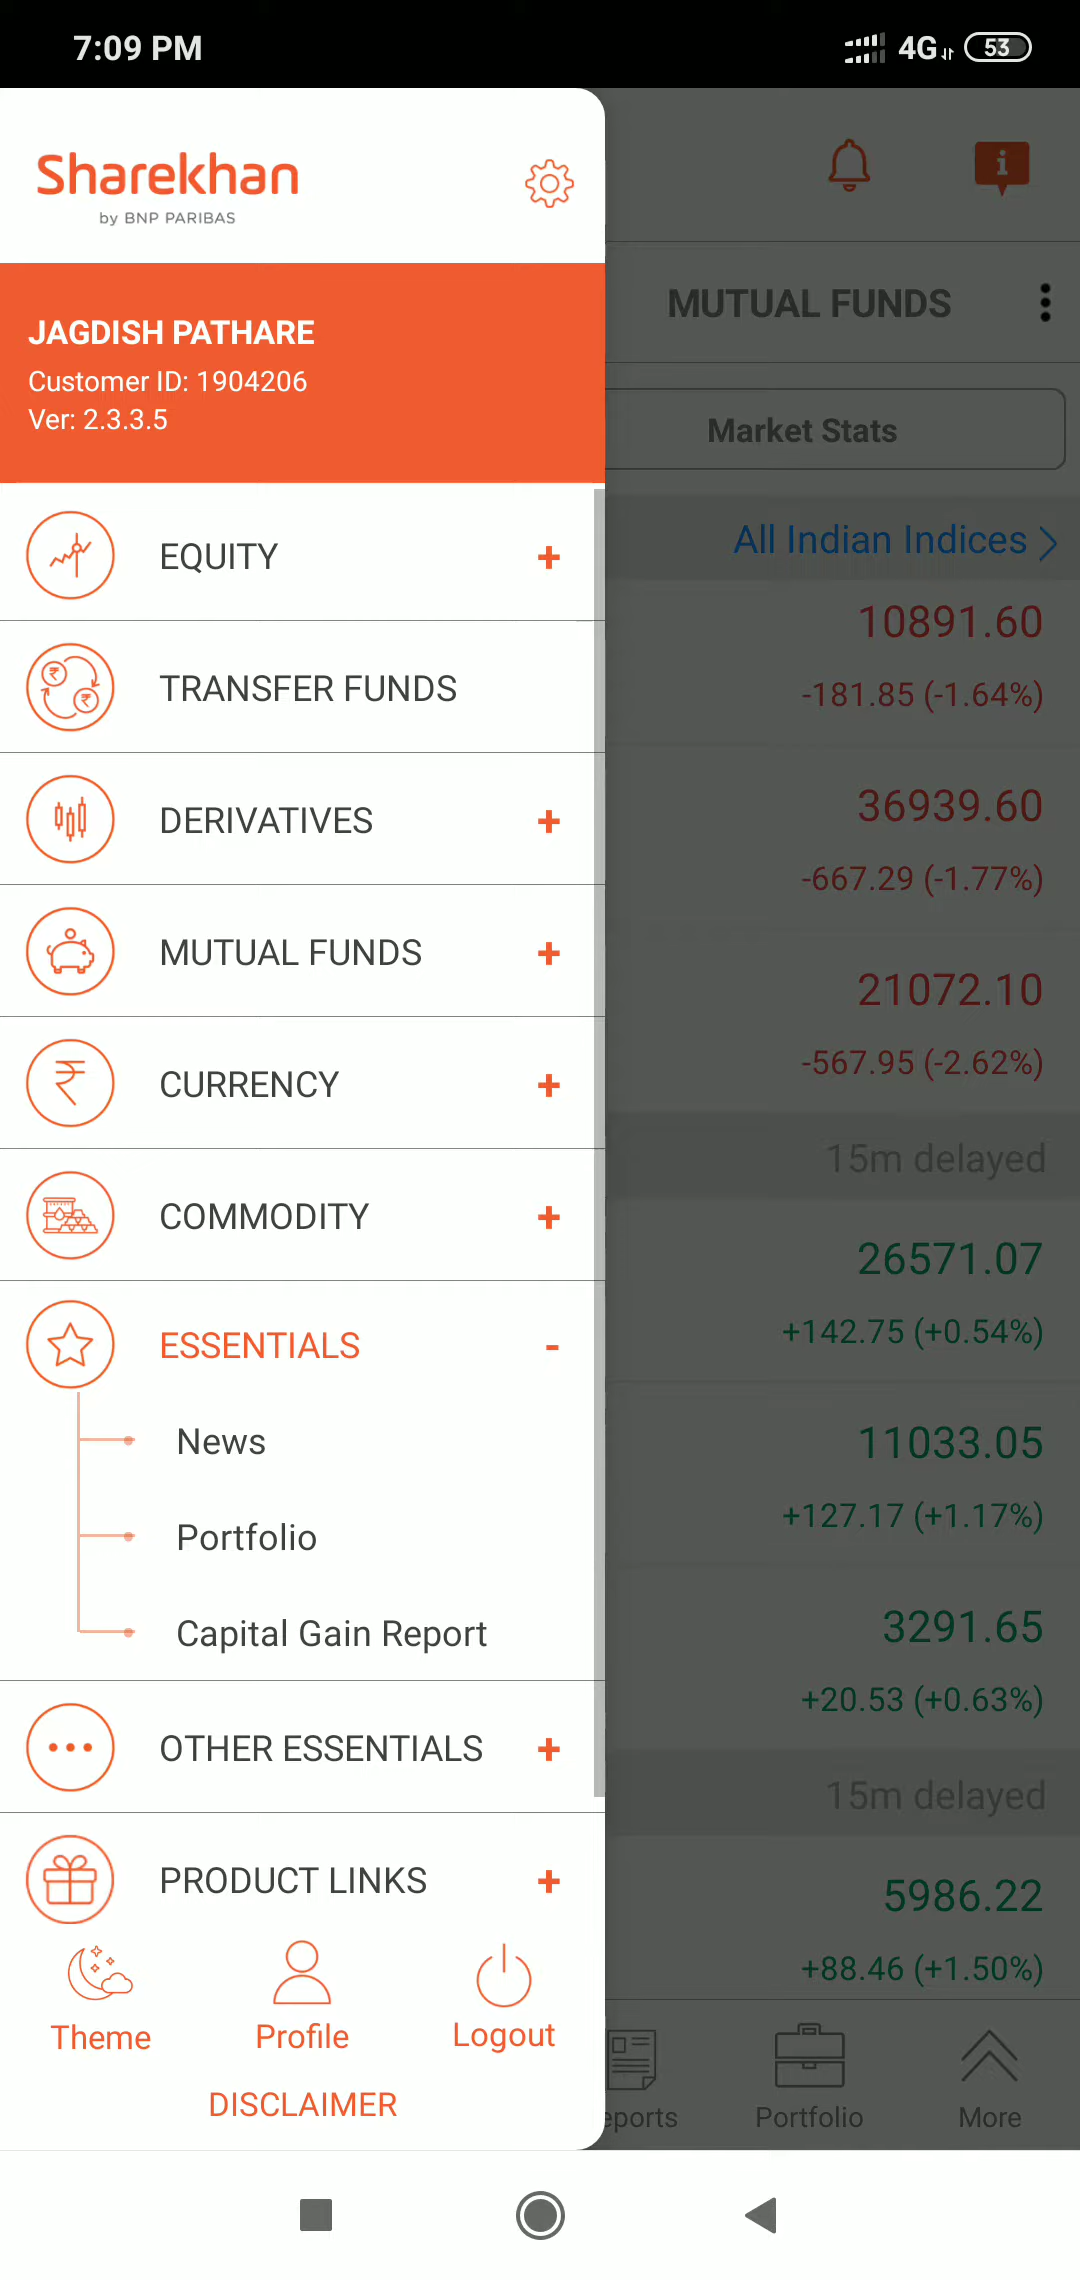 7:09 PM
4G
53
Sharekhan
by BNP PARIBAS
JAGDISH PATHARE
Customer ID: 1904206
Ver: 2.3.3.5
MUTUAL FUNDS
Market Stats
All Indian Indices
EQUITY +
TRANSFER FUNDS
DERIVATIVES +
MUTUAL FUNDS +
CURRENCY +
COMMODITY +
ESSENTIALS -
News
Portfolio
Capital Gain Report
OTHER ESSENTIALS +
PRODUCT LINKS +
10891.60
-181.85 (-1.64%)
36939.60
-667.29 (-1.77%)
21072.10
-567.95 (-2.62%)
15m delayed
26571.07
+142.75 (+0.54%)
11033.05
+127.17 (+1.17%)
3291.65
+20.53 (+0.63%)
15m delayed
5986.22
+88.46 (+1.50%)
Theme
Profile
Logout
DISCLAIMER
eports
Portfolio
More